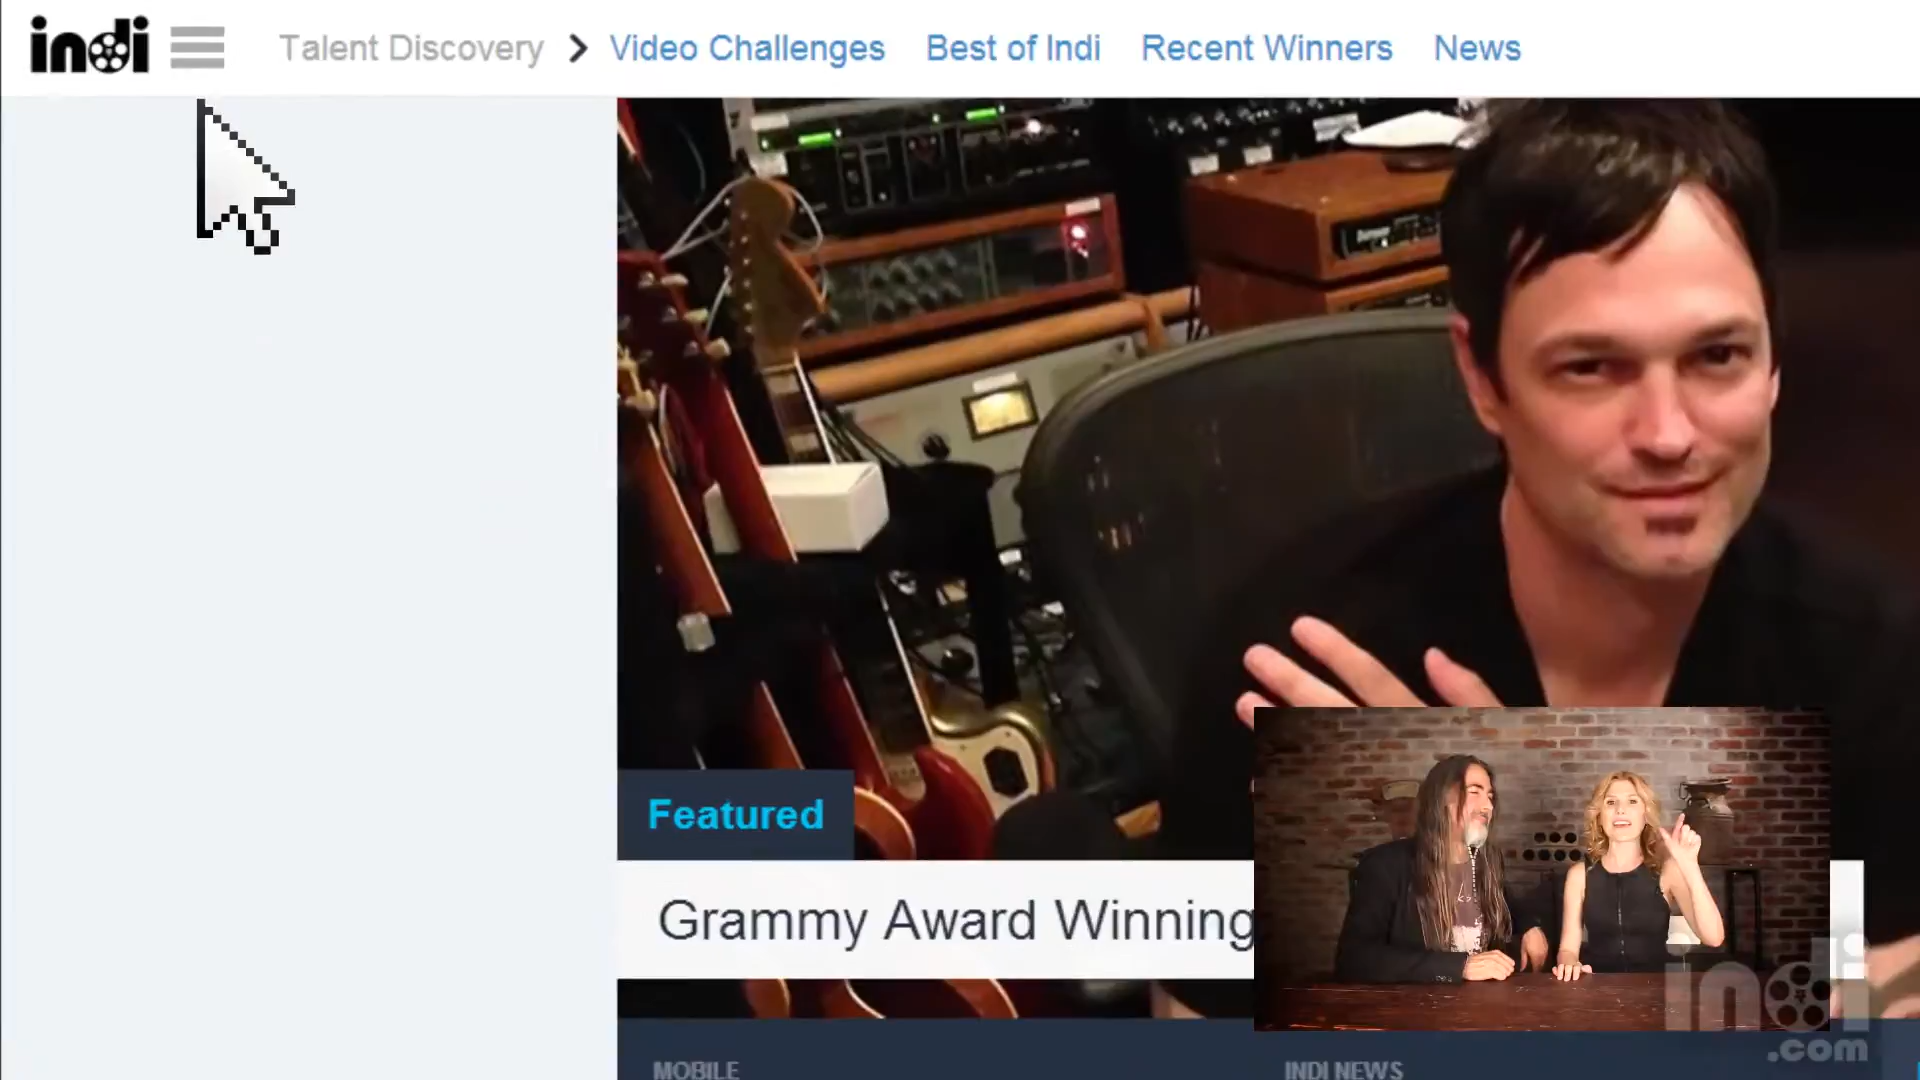 indi
Talent Discovery > Video Challenges Best of Indi Recent Winners News
Featured
Grammy Award Winning
MOBILE
INDI NEWS
indi
.com